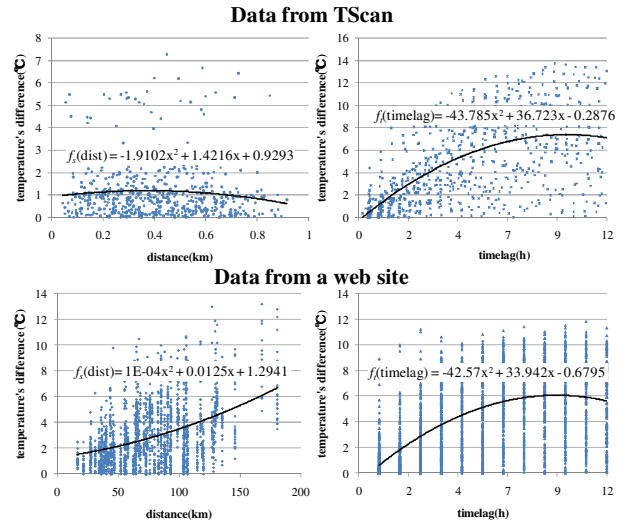 Data from TScan
temperature's difference(℃)
8
7
6
5
4
3
2
1
0
fs(dist) = -1.9102x² + 1.4216x + 0.9293
0 0.2 0.4 0.6 0.8 1
distance(km)
temperature's difference(℃)
16
14
12
10
8
6
4
2
0
ft(timelag) = -43.785x² + 36.723x - 0.2876
0 2 4 7 9 12
timelag(h)
Data from a web site
temperature's difference(℃)
14
12
10
8
6
4
2
0
fs(dist) = 1E-04x² + 0.0125x + 1.2941
0 50 100 150 200
distance(km)
temperature's difference(℃)
14
12
10
8
6
4
2
0
ft(timelag) = -42.57x² + 33.942x - 0.6795
0 2 4 7 9 12
timelag(h)